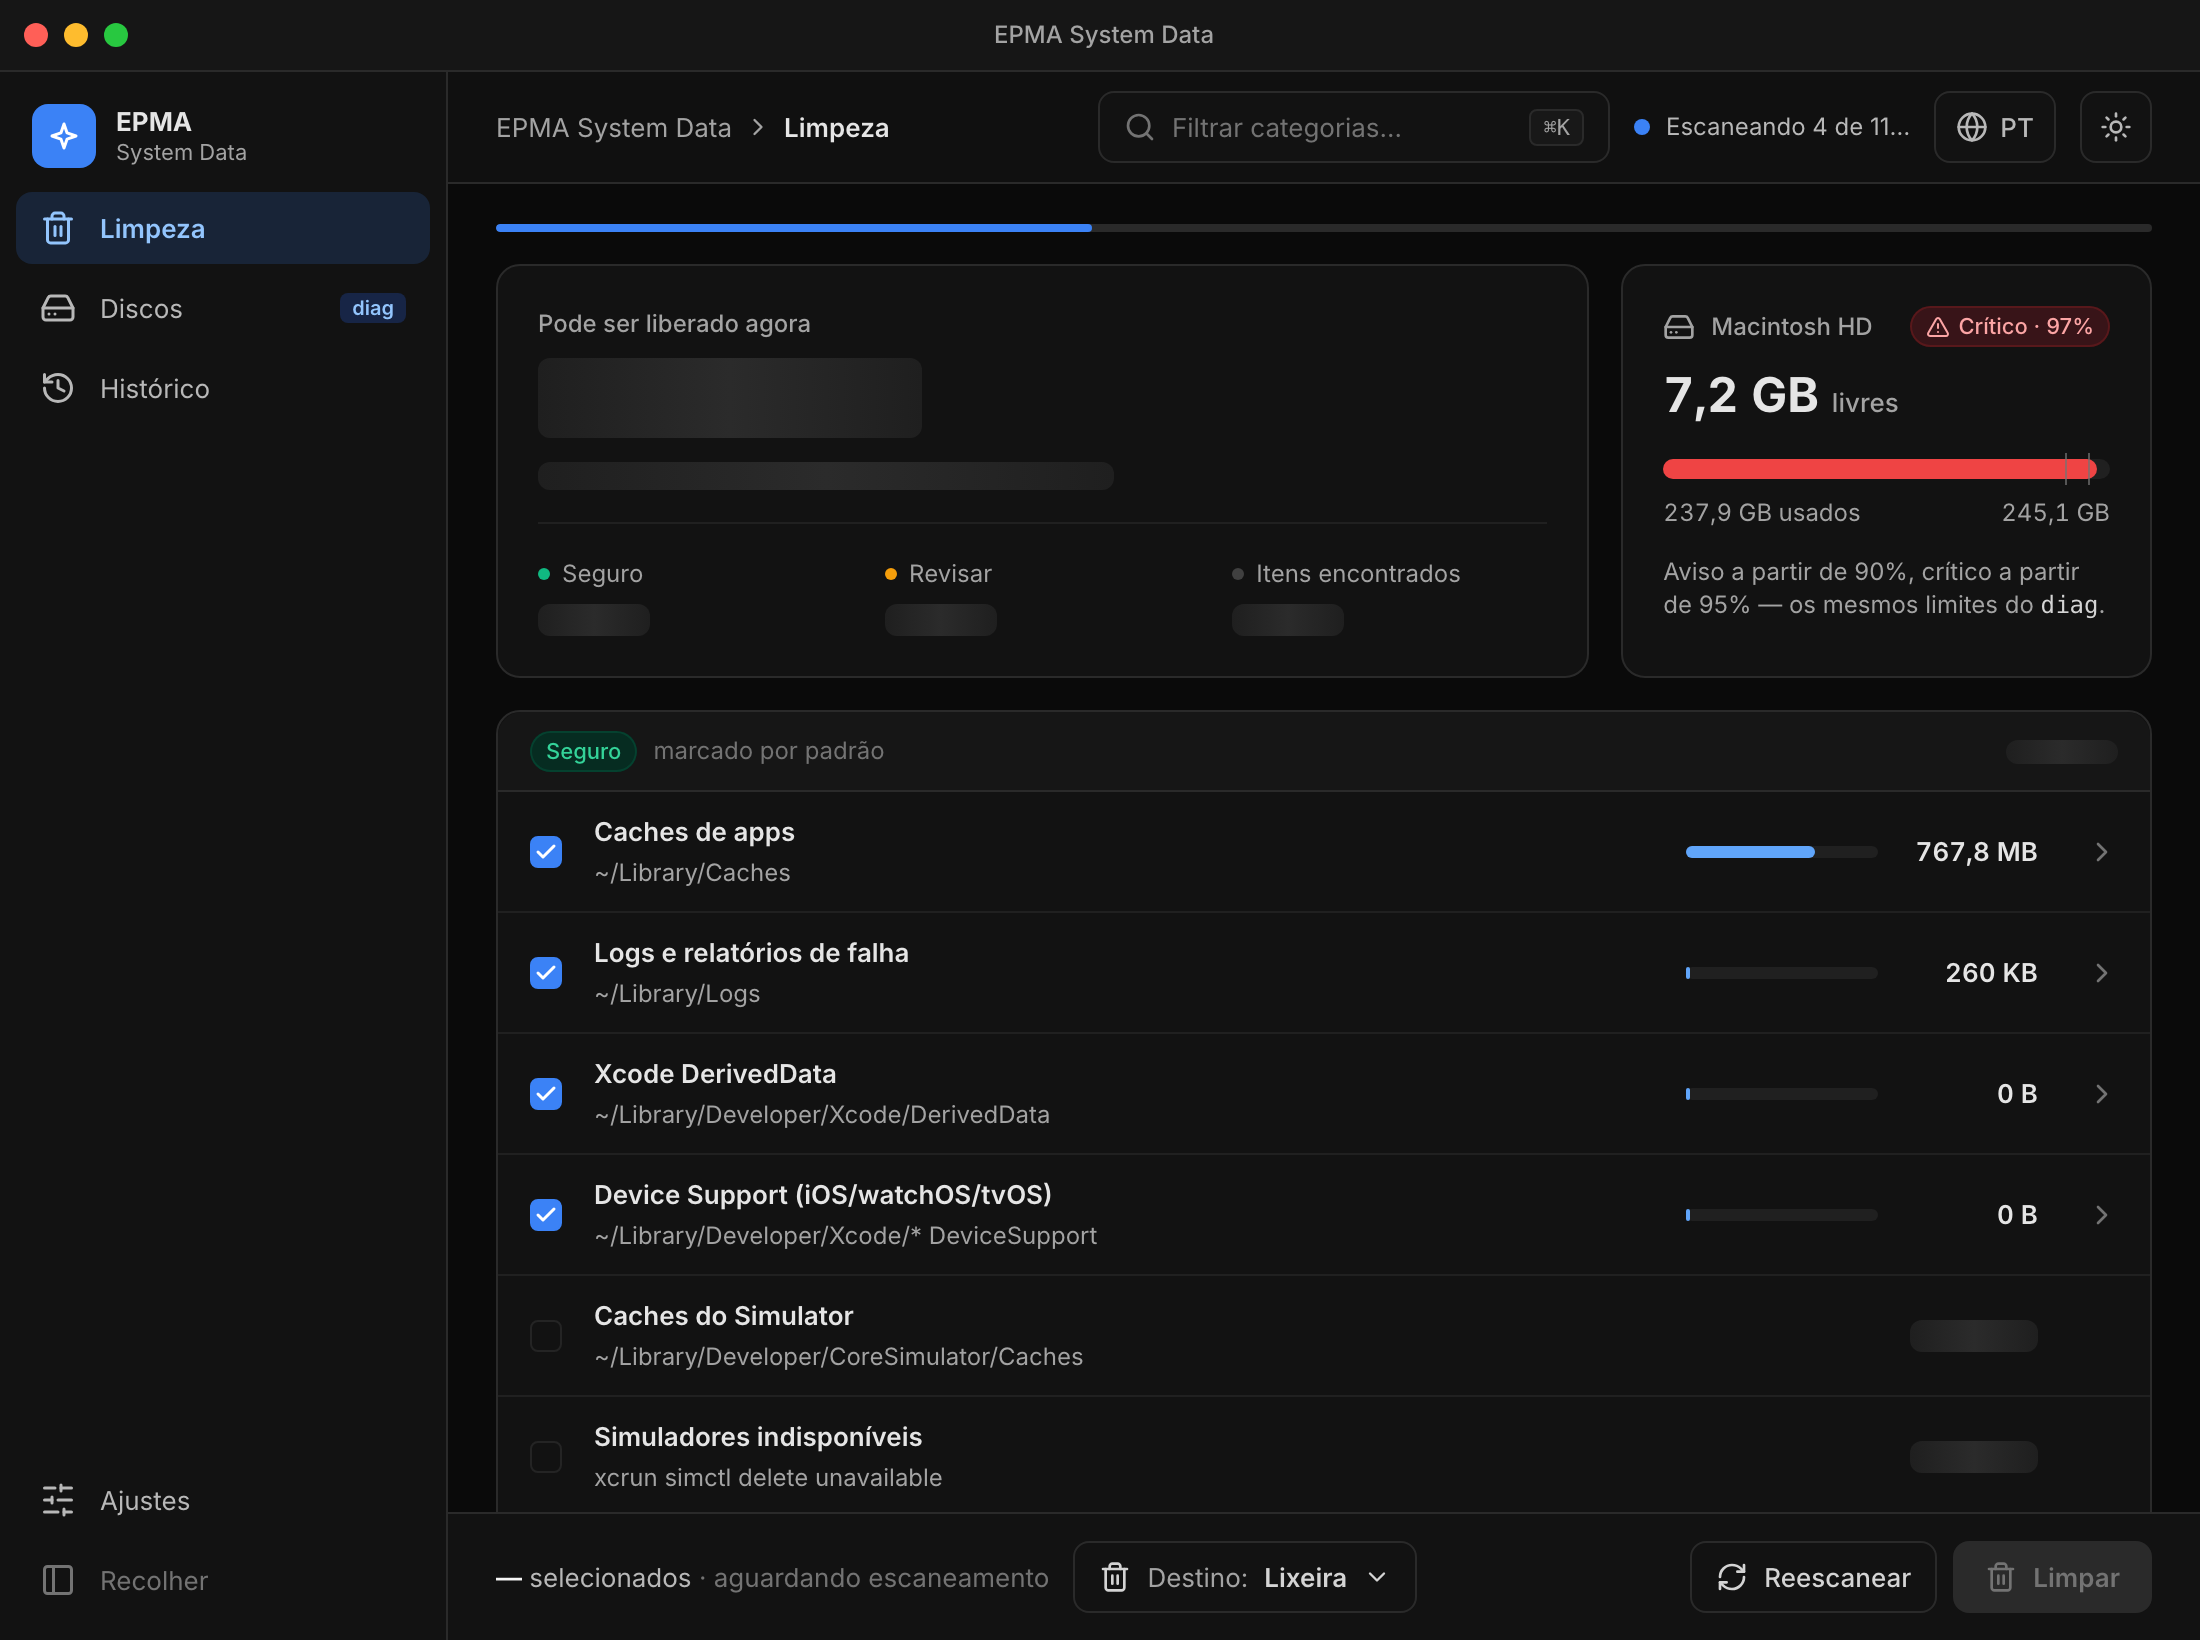 EPMA System Data
EPMA
System Data
Limpeza
Discos
diag
Histórico
Ajustes
Recolher
EPMA System Data > Limpeza
Filtrar categorias...
⌘K
Escaneando 4 de 11...
PT
Pode ser liberado agora
Seguro
Revisar
Itens encontrados
Macintosh HD
Crítico · 97%
7,2 GB livres
237,9 GB usados
245,1 GB
Aviso a partir de 90%, crítico a partir
de 95% — os mesmos limites do diag.
Seguro
marcado por padrão
Caches de apps
~/Library/Caches
767,8 MB
Logs e relatórios de falha
~/Library/Logs
260 KB
Xcode DerivedData
~/Library/Developer/Xcode/DerivedData
0 B
Device Support (iOS/watchOS/tvOS)
~/Library/Developer/Xcode/* DeviceSupport
0 B
Caches do Simulator
~/Library/Developer/CoreSimulator/Caches
Simuladores indisponíveis
xcrun simctl delete unavailable
— selecionados · aguardando escaneamento
Destino: Lixeira
Reescanear
Limpar